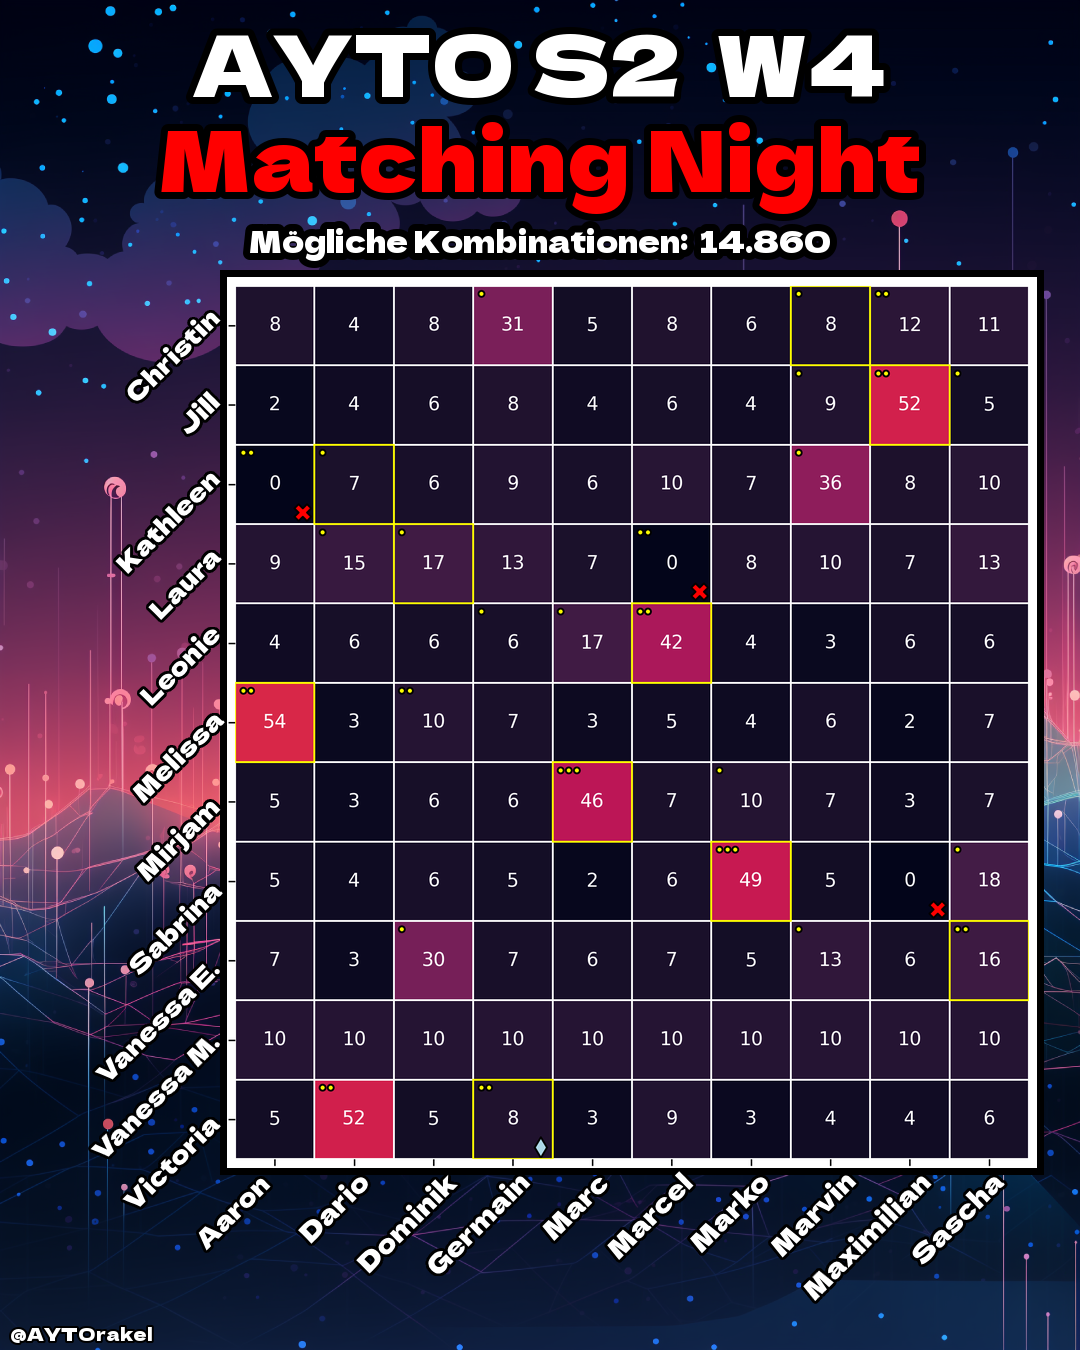 AYTO S2 W4
Matching Night
Mögliche Kombinationen: 14.860
Christin 8 4 8 31 5 8 6 8 12 11
Jill 2 4 6 8 4 6 4 9 52 5
Kathleen 0 7 6 9 6 10 7 36 8 10
Laura 9 15 17 13 7 0 8 10 7 13
Leonie 4 6 6 6 17 42 4 3 6 6
Melissa 54 3 10 7 3 5 4 6 2 7
Mirjam 5 3 6 6 46 7 10 7 3 7
Sabrina 5 4 6 5 2 6 49 5 0 18
Vanessa E. 7 3 30 7 6 7 5 13 6 16
Vanessa M. 10 10 10 10 10 10 10 10 10 10
Victoria 5 52 5 8 3 9 3 4 4 6
Aaron Dario Dominik Germain Marc Marcel Marko Marvin Maximilian Sascha
@AYTOrakel